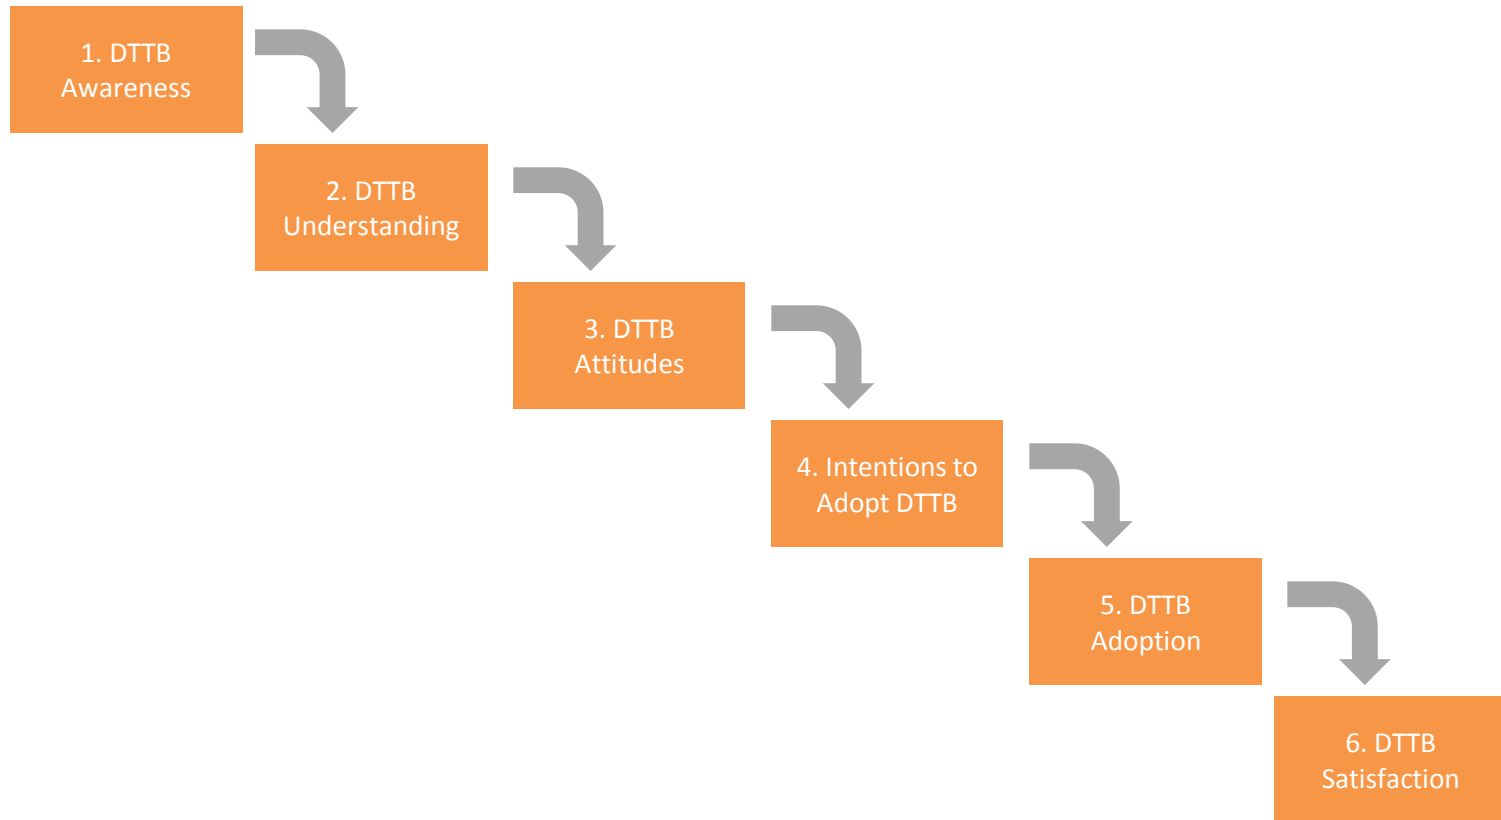 1. DTTB
Awareness
2. DTTB
Understanding
3. DTTB
Attitudes
4. Intentions to
Adopt DTTB
5. DTTB
Adoption
6. DTTB
Satisfaction